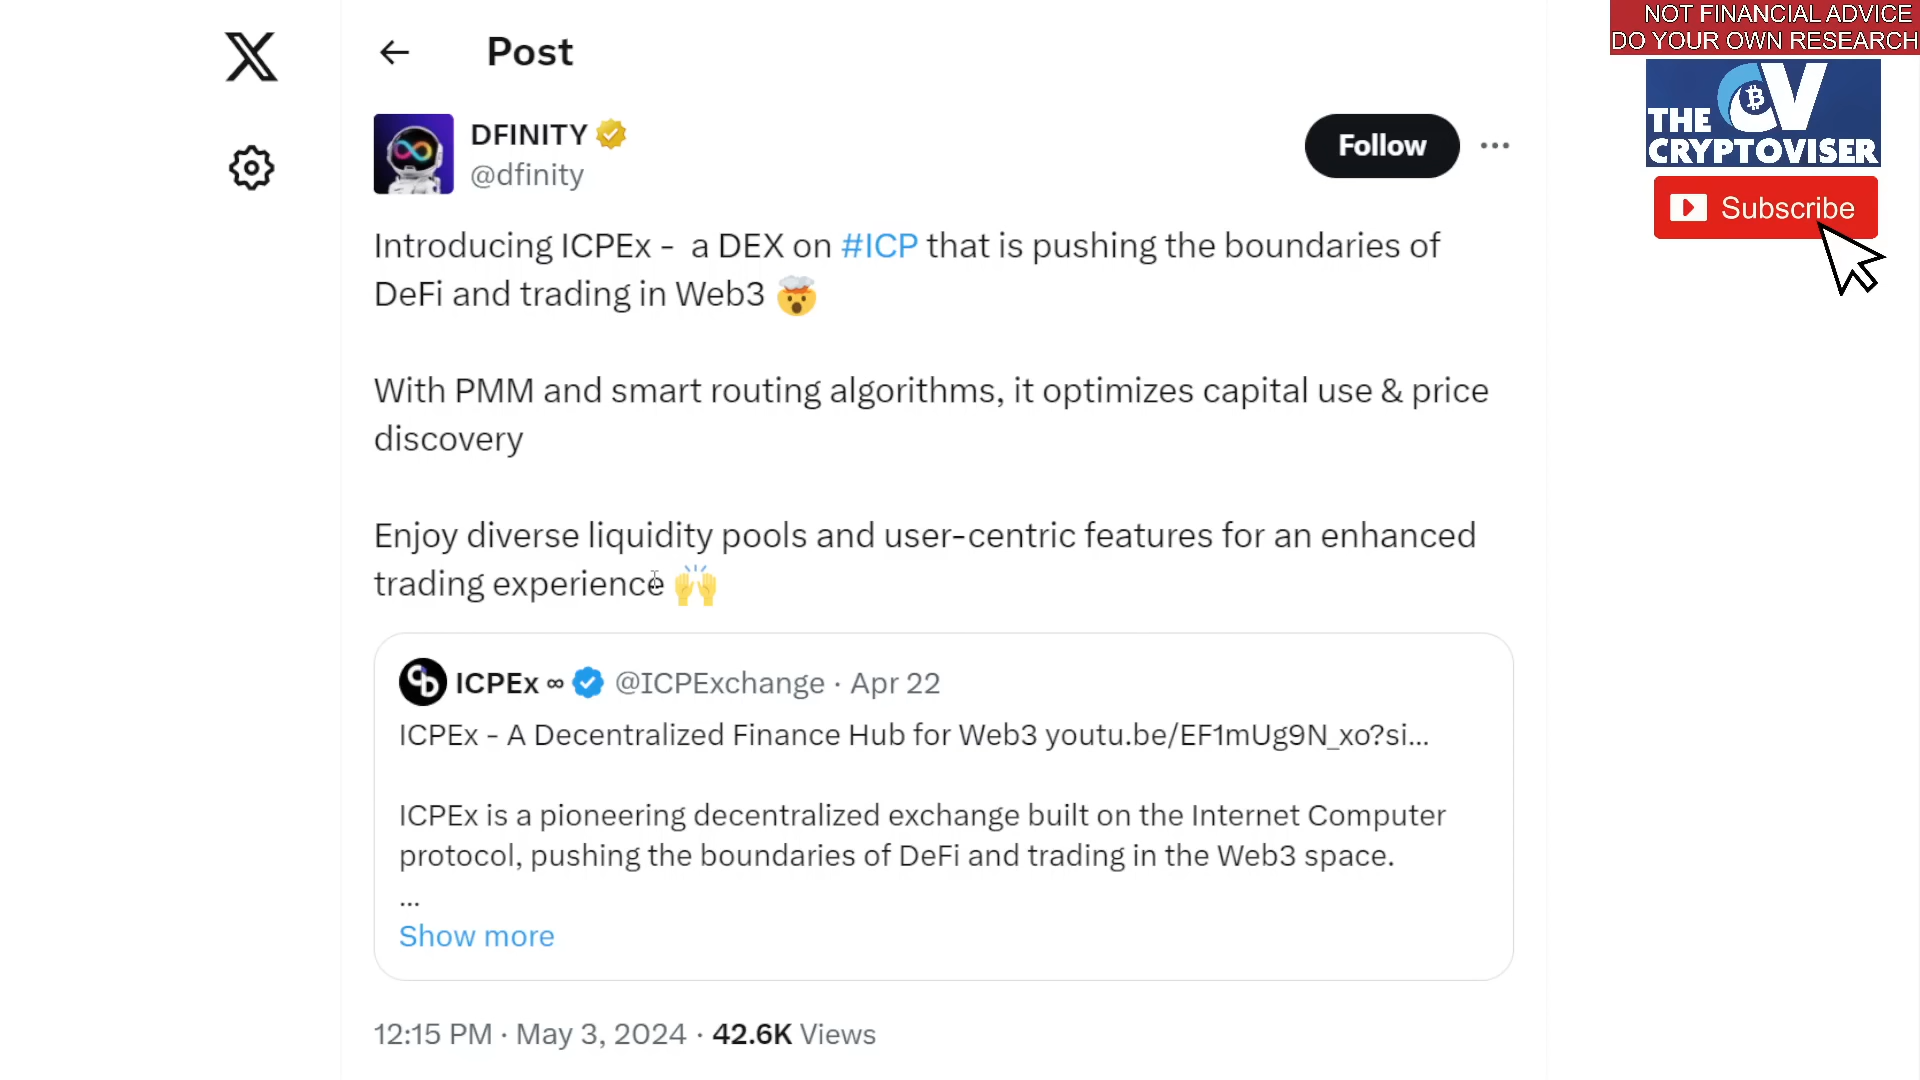 NOT FINANCIAL ADVICE
DO YOUR OWN RESEARCH
THE
CRYPTOVISER
Subscribe
Post
DFINITY
@dfinity
Follow
Introducing ICPEx -  a DEX on #ICP that is pushing the boundaries of
DeFi and trading in Web3 🤯
With PMM and smart routing algorithms, it optimizes capital use & price
discovery
Enjoy diverse liquidity pools and user-centric features for an enhanced
trading experience 🙌
ICPEx ∞ @ICPExchange · Apr 22
ICPEx - A Decentralized Finance Hub for Web3 youtu.be/EF1mUg9N_xo?si...
ICPEx is a pioneering decentralized exchange built on the Internet Computer
protocol, pushing the boundaries of DeFi and trading in the Web3 space.
...
Show more
12:15 PM · May 3, 2024 · 42.6K Views